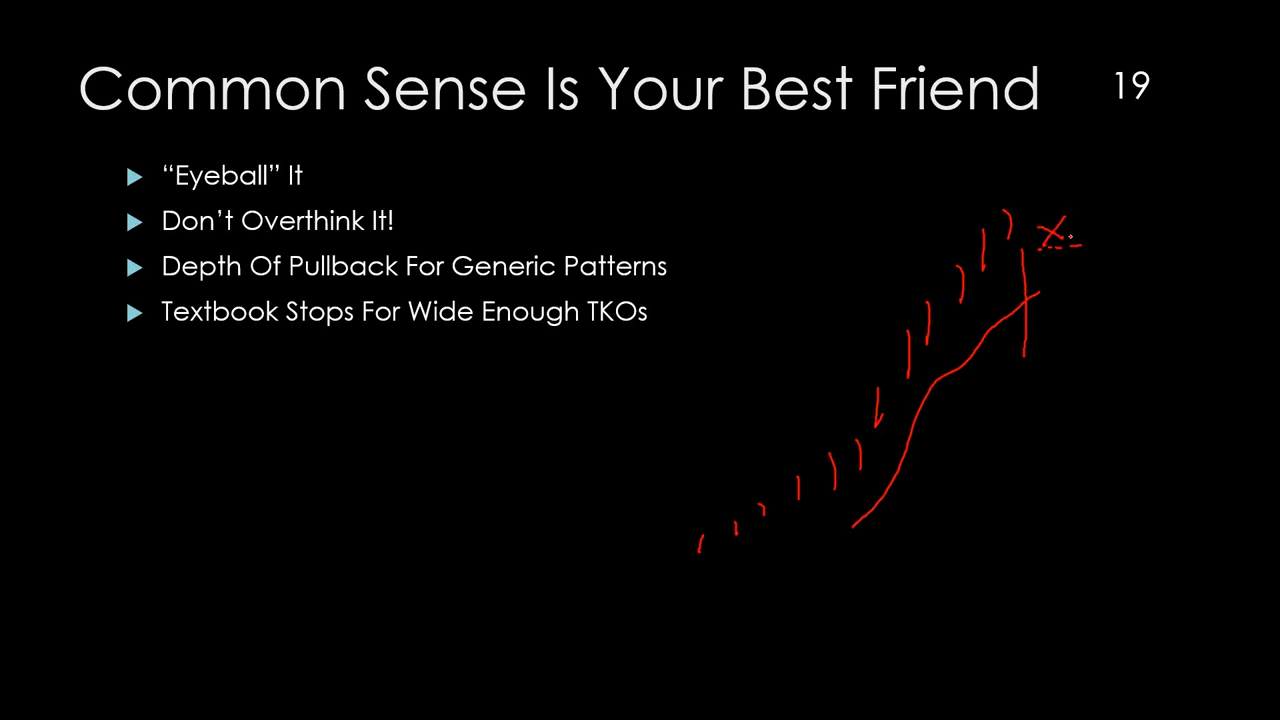 Common Sense Is Your Best Friend
19
“Eyeball” It
Don’t Overthink It!
Depth Of Pullback For Generic Patterns
Textbook Stops For Wide Enough TKOs